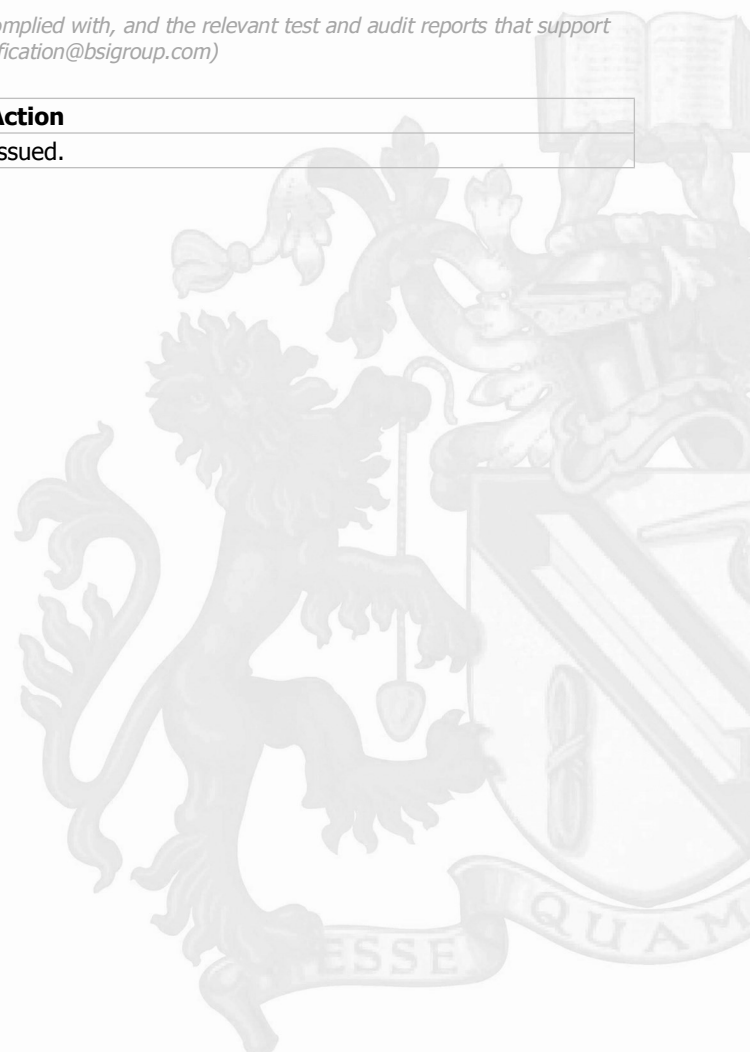 omplied with, and the relevant test and audit reports that support
fication@bsigroup.com)
Action
ssued.
ESSE
QUAM